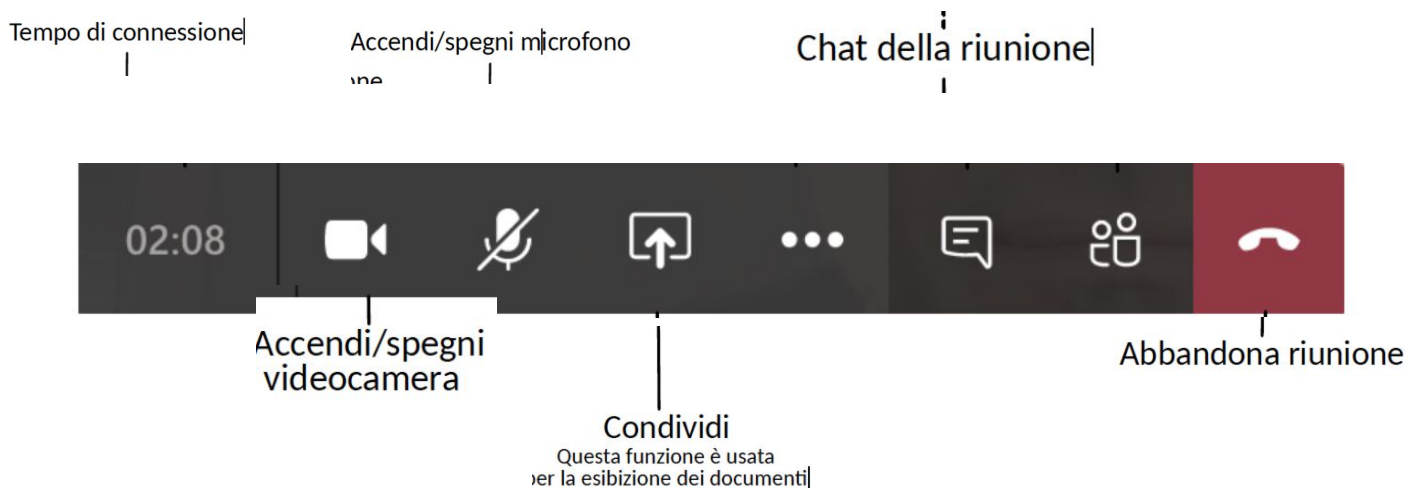 Tempo di connessione
Accendi/spegni microfono
one
Chat della riunione
02:08
Accendi/spegni
videocamera
Abbandona riunione
Condividi
Questa funzione è usata
per la esibizione dei documenti